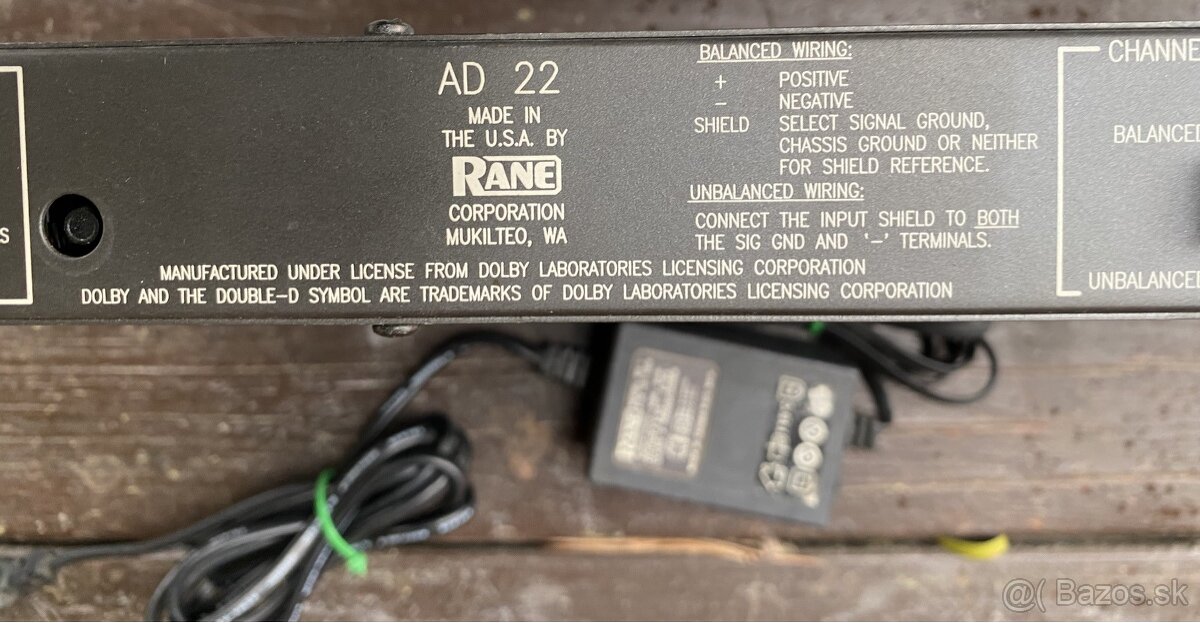 AD 22
MADE IN
THE U.S.A. BY
RANE
CORPORATION
MUKILTEO, WA
MANUFACTURED UNDER LICENSE FROM DOLBY LABORATORIES LICENSING CORPORATION
DOLBY AND THE DOUBLE-D SYMBOL ARE TRADEMARKS OF DOLBY LABORATORIES LICENSING CORPORATION
BALANCED WIRING:
+ POSITIVE
− NEGATIVE
SHIELD SELECT SIGNAL GROUND,
CHASSIS GROUND OR NEITHER
FOR SHIELD REFERENCE.
UNBALANCED WIRING:
CONNECT THE INPUT SHIELD TO BOTH
THE SIG GND AND '−' TERMINALS.
CHANNE
BALANCED
UNBALANCED
S
@( Bazos.sk